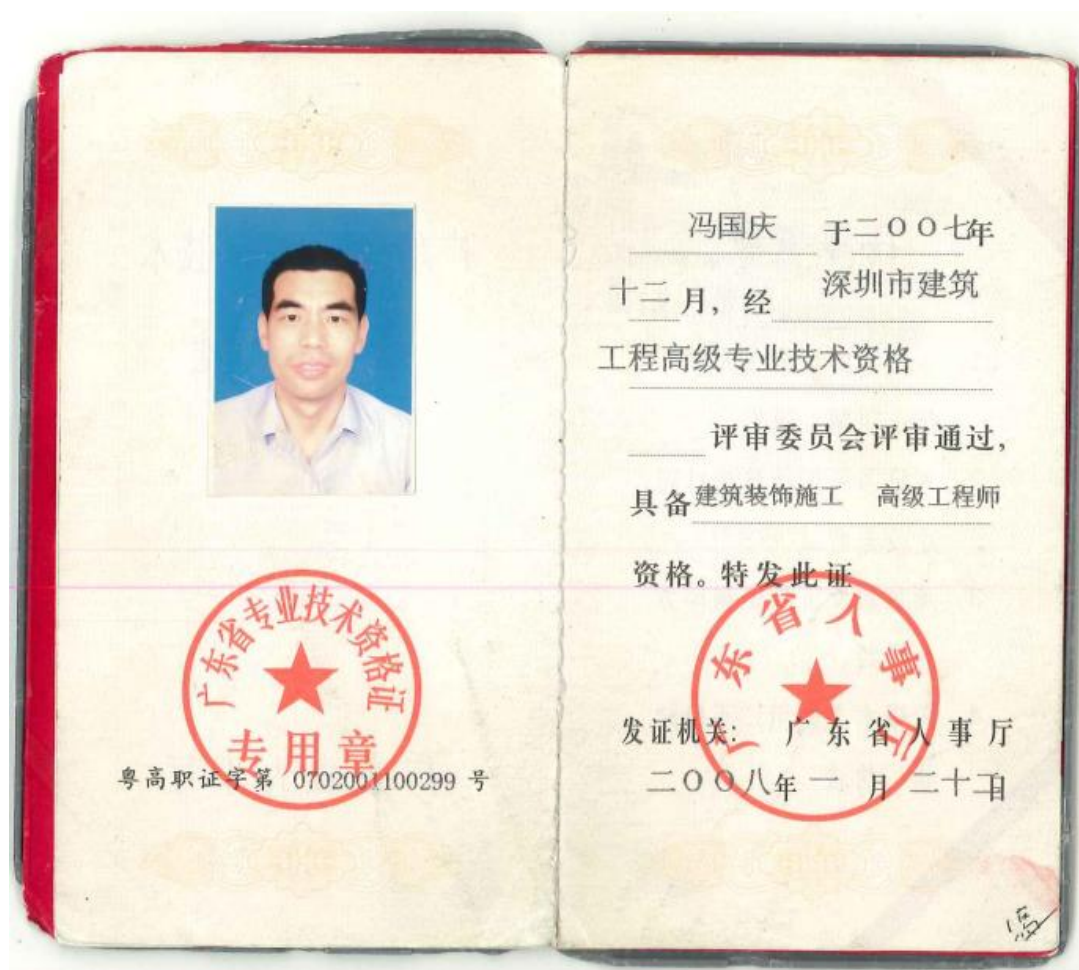 广东省专业技术资格证
专用章
粤高职证字第 0702001100299 号
冯国庆 于二〇〇七年
十二月，经 深圳市建筑
工程高级专业技术资格
评审委员会评审通过，
具备建筑装饰施工 高级工程师
资格。特发此证
广东省人事厅
发证机关： 广东省人事厅
二〇〇八年 一 月 二十二日